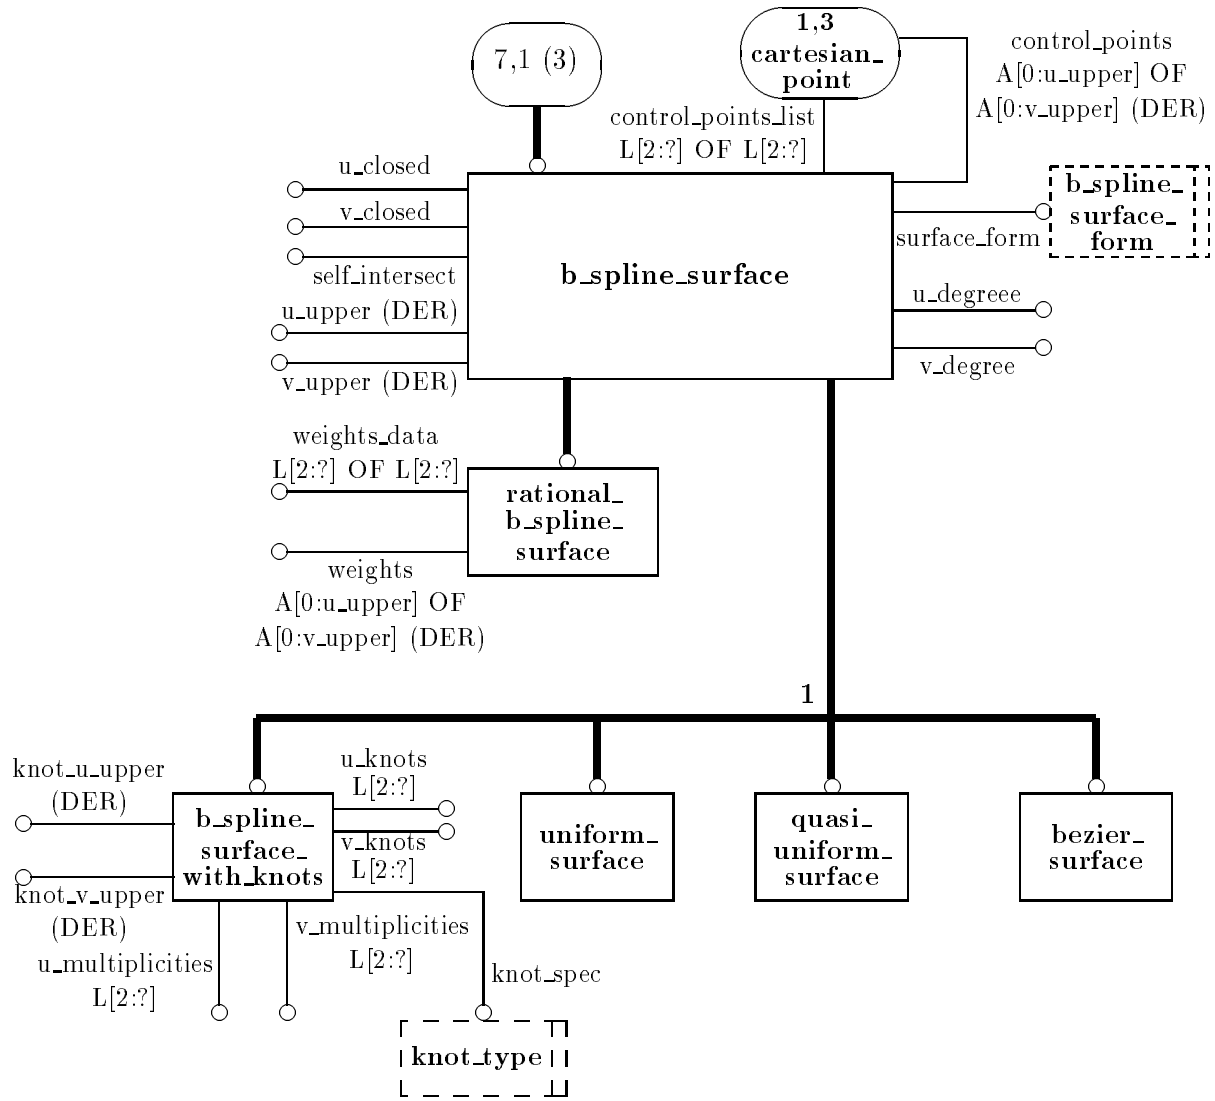 7,1 (3)
1,3
cartesian_
point
control_points
A[0:u_upper] OF
A[0:v_upper] (DER)
control_points_list
L[2:?] OF L[2:?]
u_closed
v_closed
self_intersect
u_upper (DER)
v_upper (DER)
b_spline_surface
b_spline_
surface_
form
surface_form
u_degreee
v_degree
weights_data
L[2:?] OF L[2:?]
rational_
b_spline_
surface
weights
A[0:u_upper] OF
A[0:v_upper] (DER)
1
knot_u_upper
(DER)
u_knots
L[2:?]
b_spline_
surface_
with_knots
v_knots
L[2:?]
knot_v_upper
(DER)
u_multiplicities
L[2:?]
v_multiplicities
L[2:?]
knot_spec
knot_type
uniform_
surface
quasi_
uniform_
surface
bezier_
surface